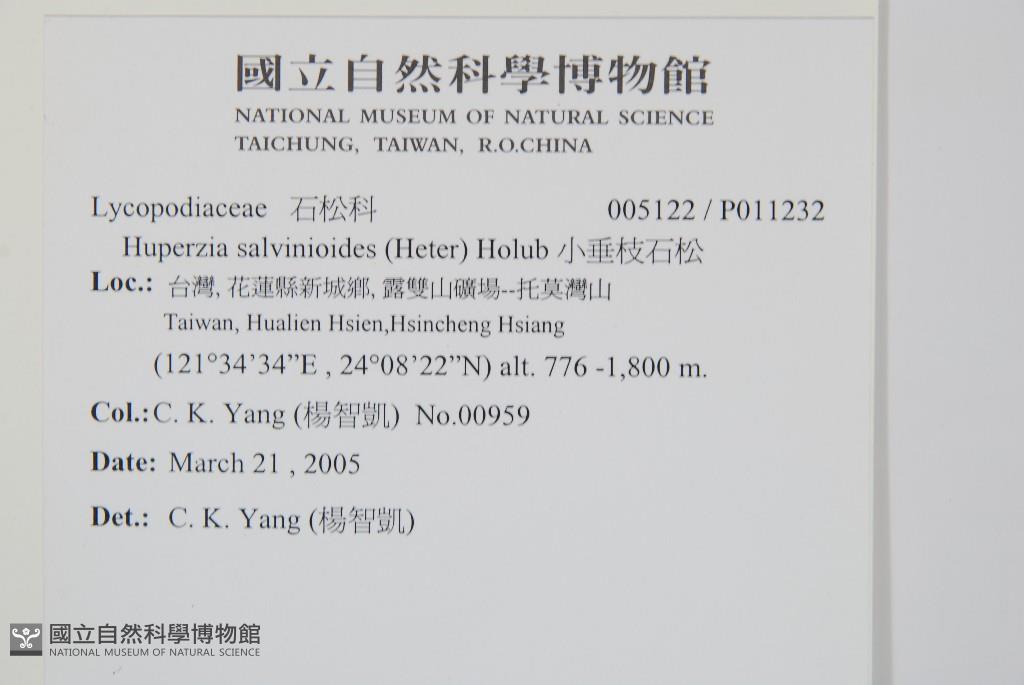 國立自然科學博物館
NATIONAL MUSEUM OF NATURAL SCIENCE
TAICHUNG, TAIWAN, R.O.CHINA
Lycopodiaceae 石松科 005122 / P011232
Huperzia salvinioides (Heter) Holub 小垂枝石松
Loc.: 台灣, 花蓮縣新城鄉, 露雙山礦場--托莫灣山
Taiwan, Hualien Hsien,Hsincheng Hsiang
(121°34’34”E , 24°08’22”N) alt. 776 -1,800 m.
Col.:C. K. Yang (楊智凱) No.00959
Date: March 21 , 2005
Det.: C. K. Yang (楊智凱)
國立自然科學博物館
NATIONAL MUSEUM OF NATURAL SCIENCE